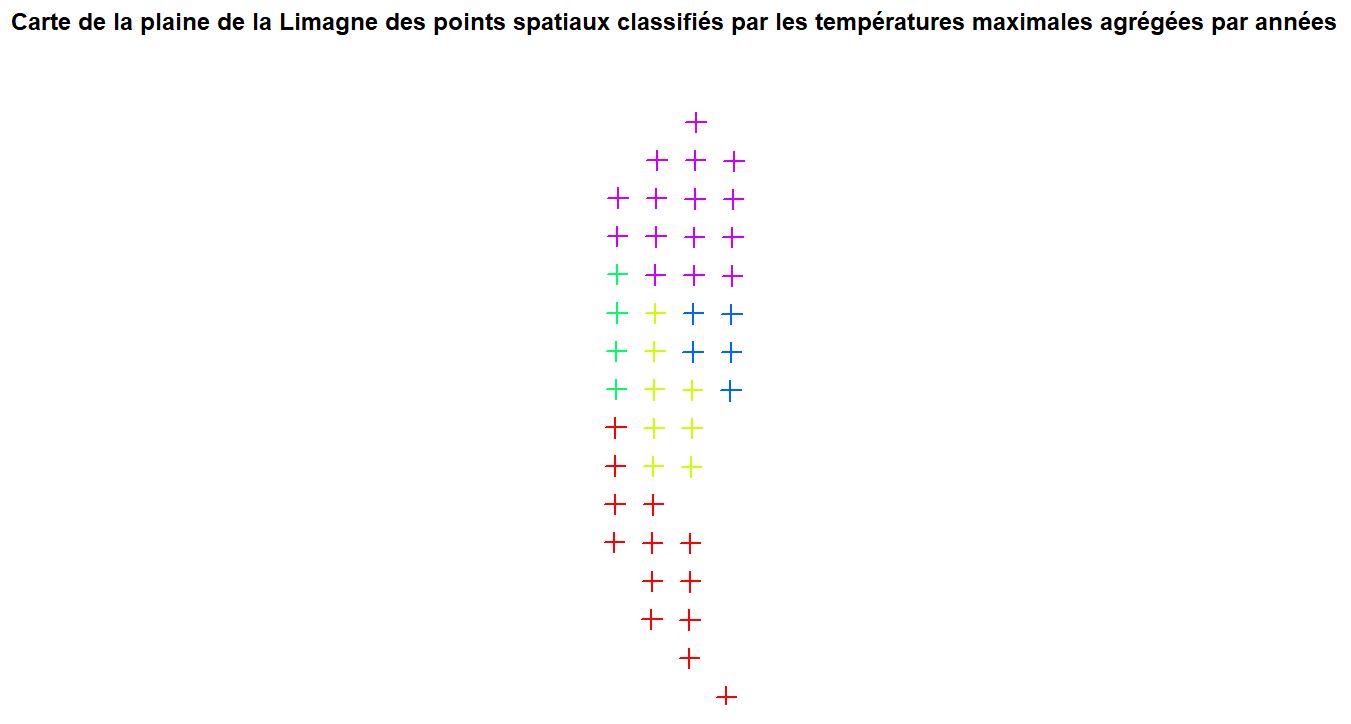 Carte de la plaine de la Limagne des points spatiaux classifiés par les températures maximales agrégées par années